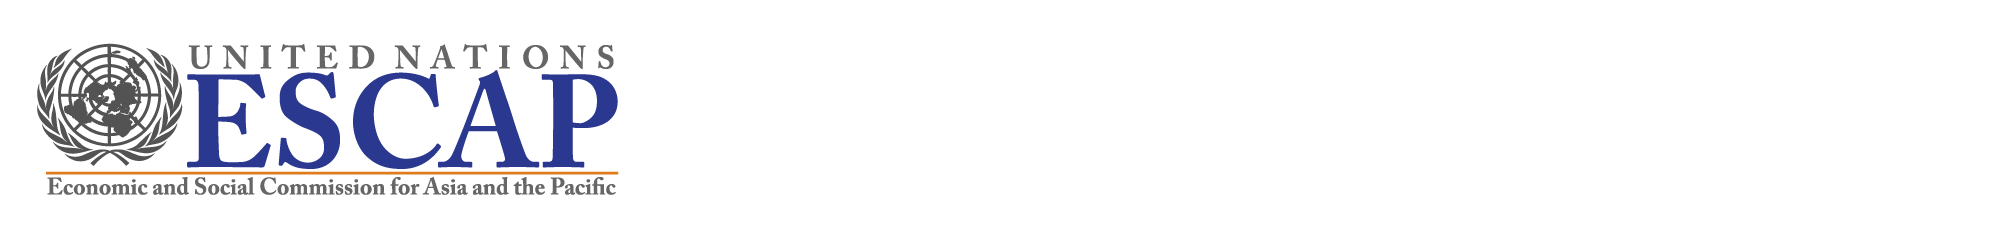 UNITED NATIONS
ESCAP
Economic and Social Commission for Asia and the Pacific